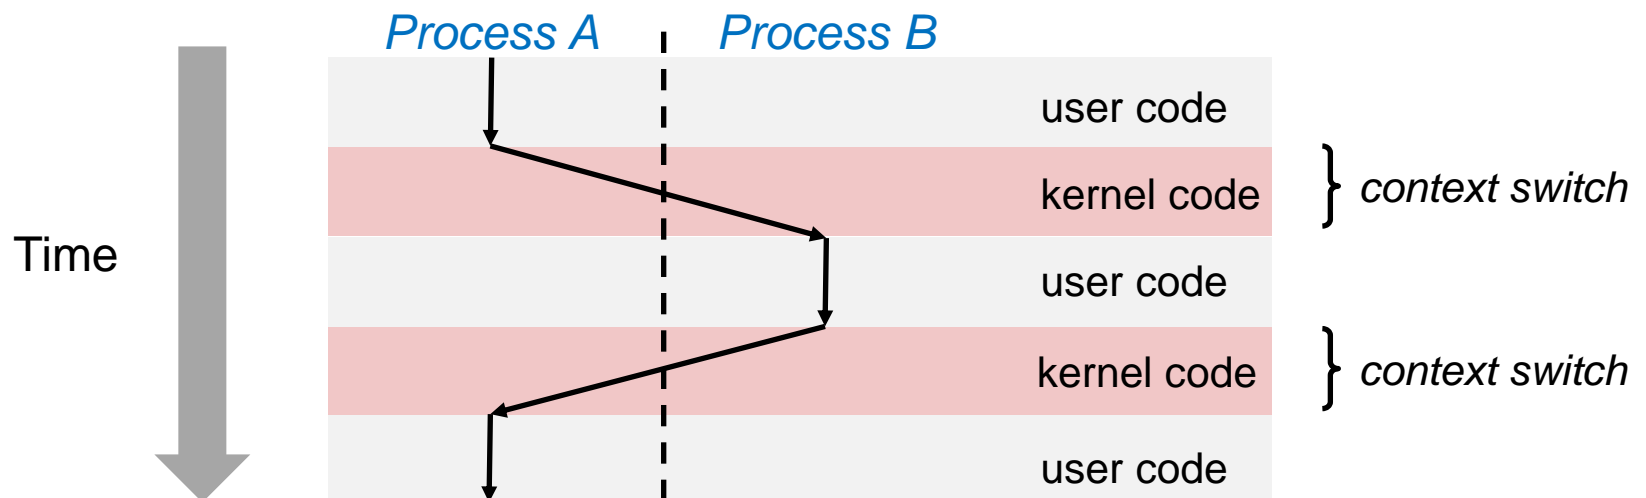 Process A
Process B
user code
kernel code
context switch
Time
user code
kernel code
context switch
user code